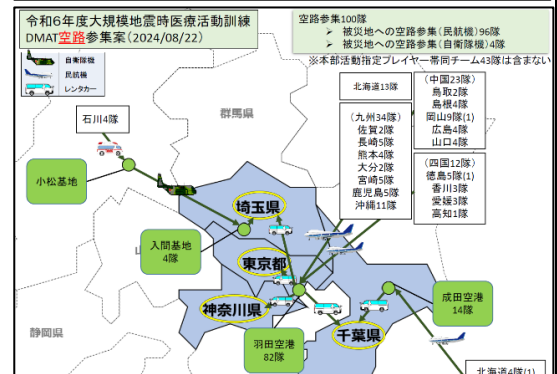 令和6年度大規模地震時医療活動訓練
DMAT空路参集案(2024/08/22)
自衛隊機
民航機
レンタカー
空路参集100隊
➤ 被災地への空路参集(民航機)96隊
➤ 被災地への空路参集(自衛隊機)4隊
※本部活動指定プレイヤー帯同チーム43隊は含まない
石川4隊
小松基地
群馬県
北海道13隊
(九州34隊)
佐賀2隊
長崎5隊
熊本4隊
大分2隊
宮崎5隊
鹿児島5隊
沖縄11隊
(中国23隊)
鳥取2隊
島根4隊
岡山9隊(1)
広島4隊
山口4隊
(四国12隊)
徳島5隊(1)
香川3隊
愛媛3隊
高知1隊
埼玉県
入間基地
4隊
東京都
神奈川県
羽田空港
82隊
千葉県
成田空港
14隊
静岡県
北海道4隊(1)